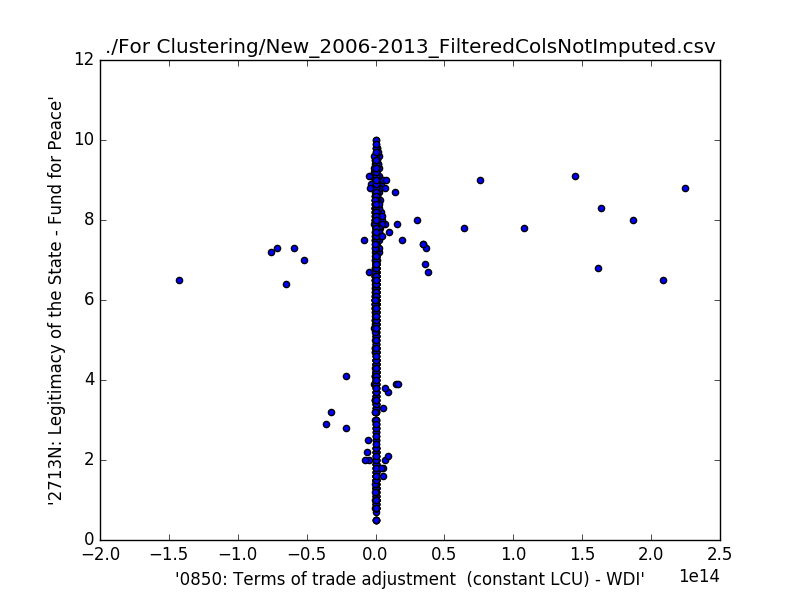 ./For Clustering/New_2006-2013_FilteredColsNotImputed.csv
12
10
8
6
4
2
0
'2713N: Legitimacy of the State - Fund for Peace'
−2.0 −1.5 −1.0 −0.5 0.0 0.5 1.0 1.5 2.0 2.5
1e14
'0850: Terms of trade adjustment  (constant LCU) - WDI'